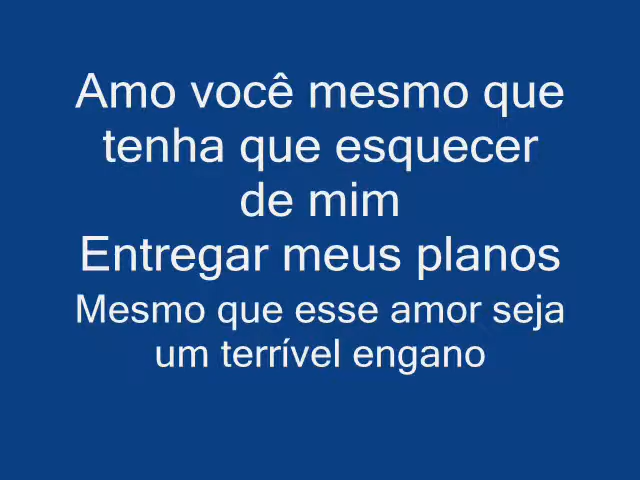 Amo você mesmo que
tenha que esquecer
de mim
Entregar meus planos
Mesmo que esse amor seja
um terrível engano